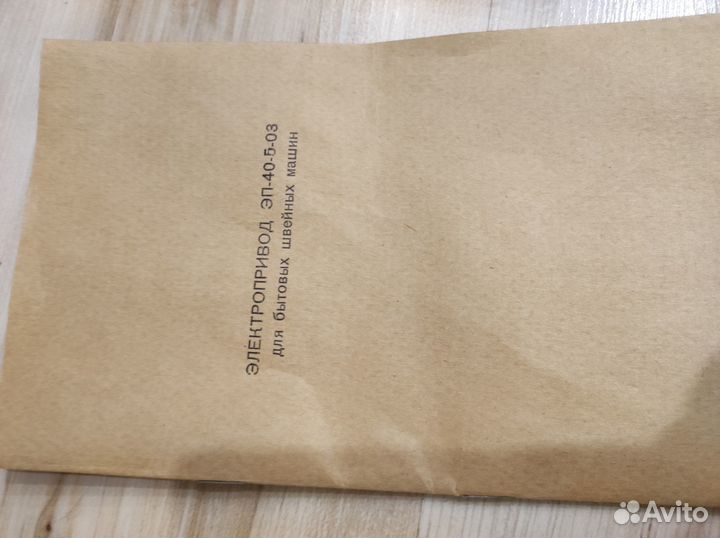 ЭЛЕКТРОПРИВОД ЭП-40-5-03
для бытовых швейных машин
Avito